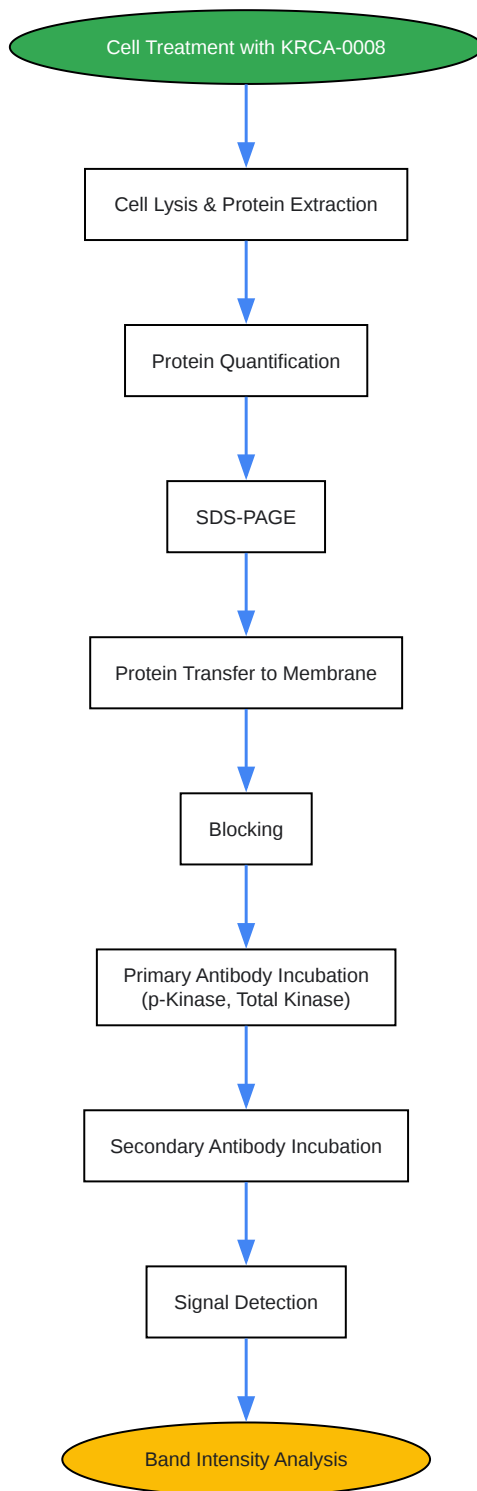 Cell Treatment with KRCA-0008
Cell Lysis & Protein Extraction
Protein Quantification
SDS-PAGE
Protein Transfer to Membrane
Blocking
Primary Antibody Incubation
(p-Kinase, Total Kinase)
Secondary Antibody Incubation
Signal Detection
Band Intensity Analysis